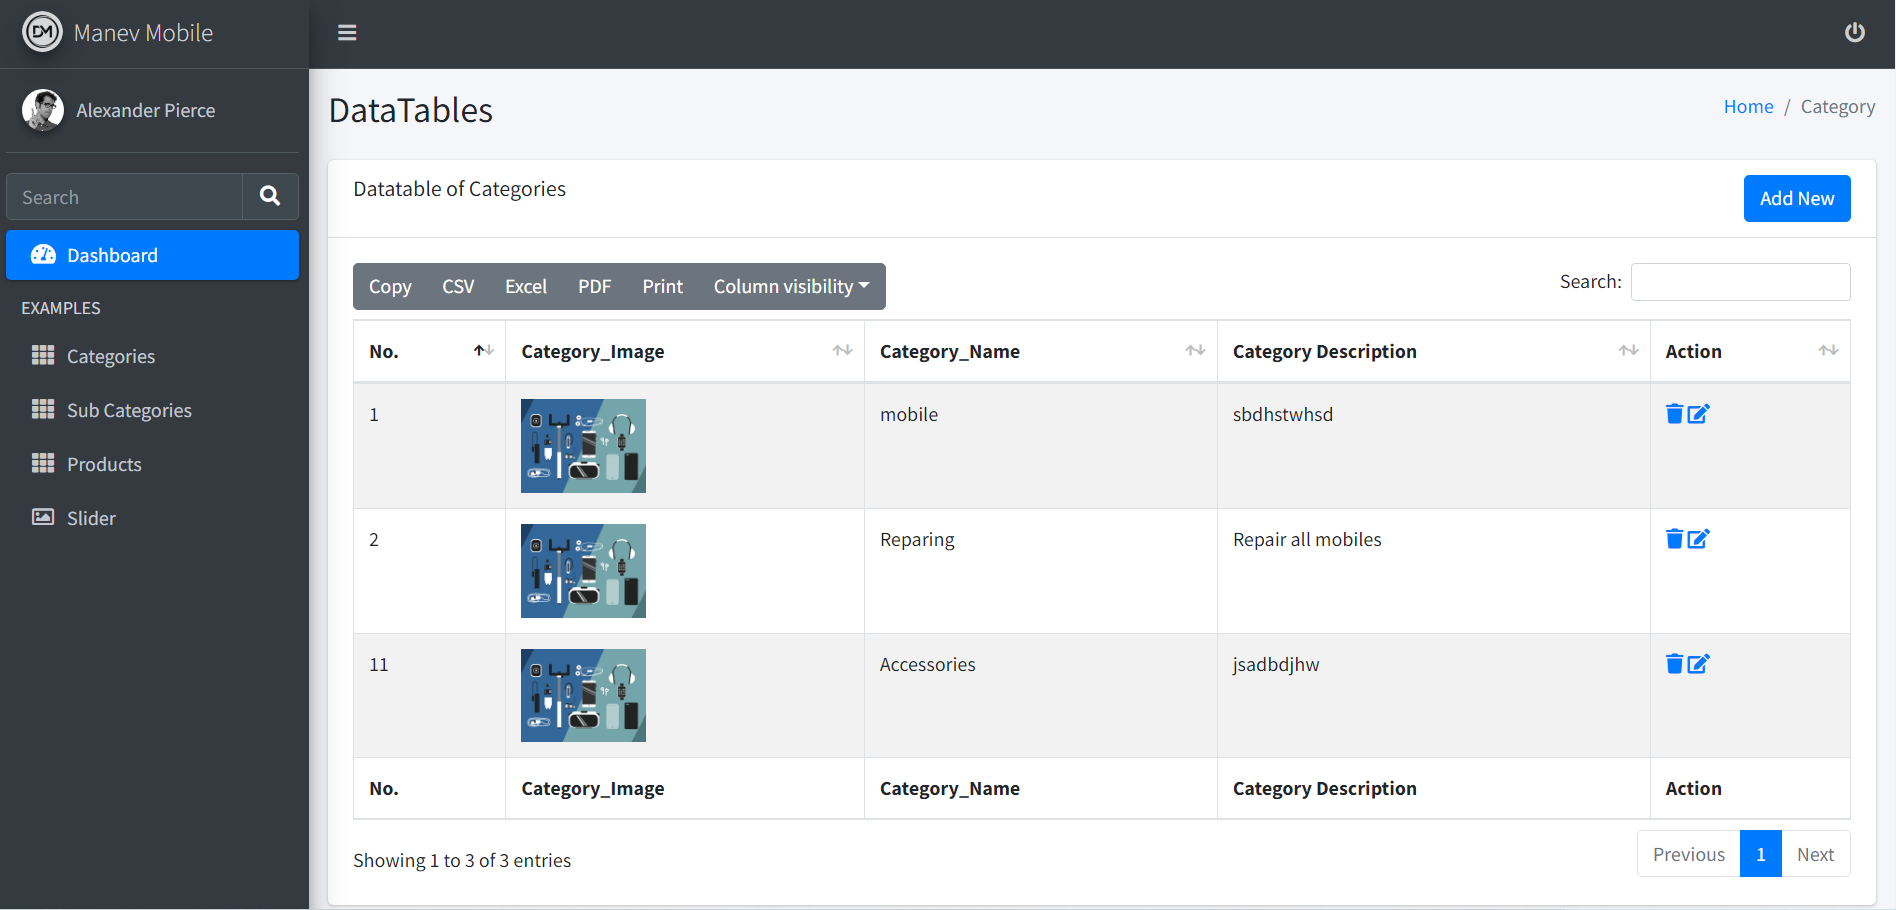 DM
Manev Mobile
Alexander Pierce
Search
Dashboard
EXAMPLES
Categories
Sub Categories
Products
Slider
DataTables
Home / Category
Datatable of Categories
Add New
Copy CSV Excel PDF Print Column visibility
Search:
No. Category_Image Category_Name Category Description Action
1 mobile sbdhstwhsd
2 Reparing Repair all mobiles
11 Accessories jsadbdjhw
No. Category_Image Category_Name Category Description Action
Showing 1 to 3 of 3 entries
Previous 1 Next